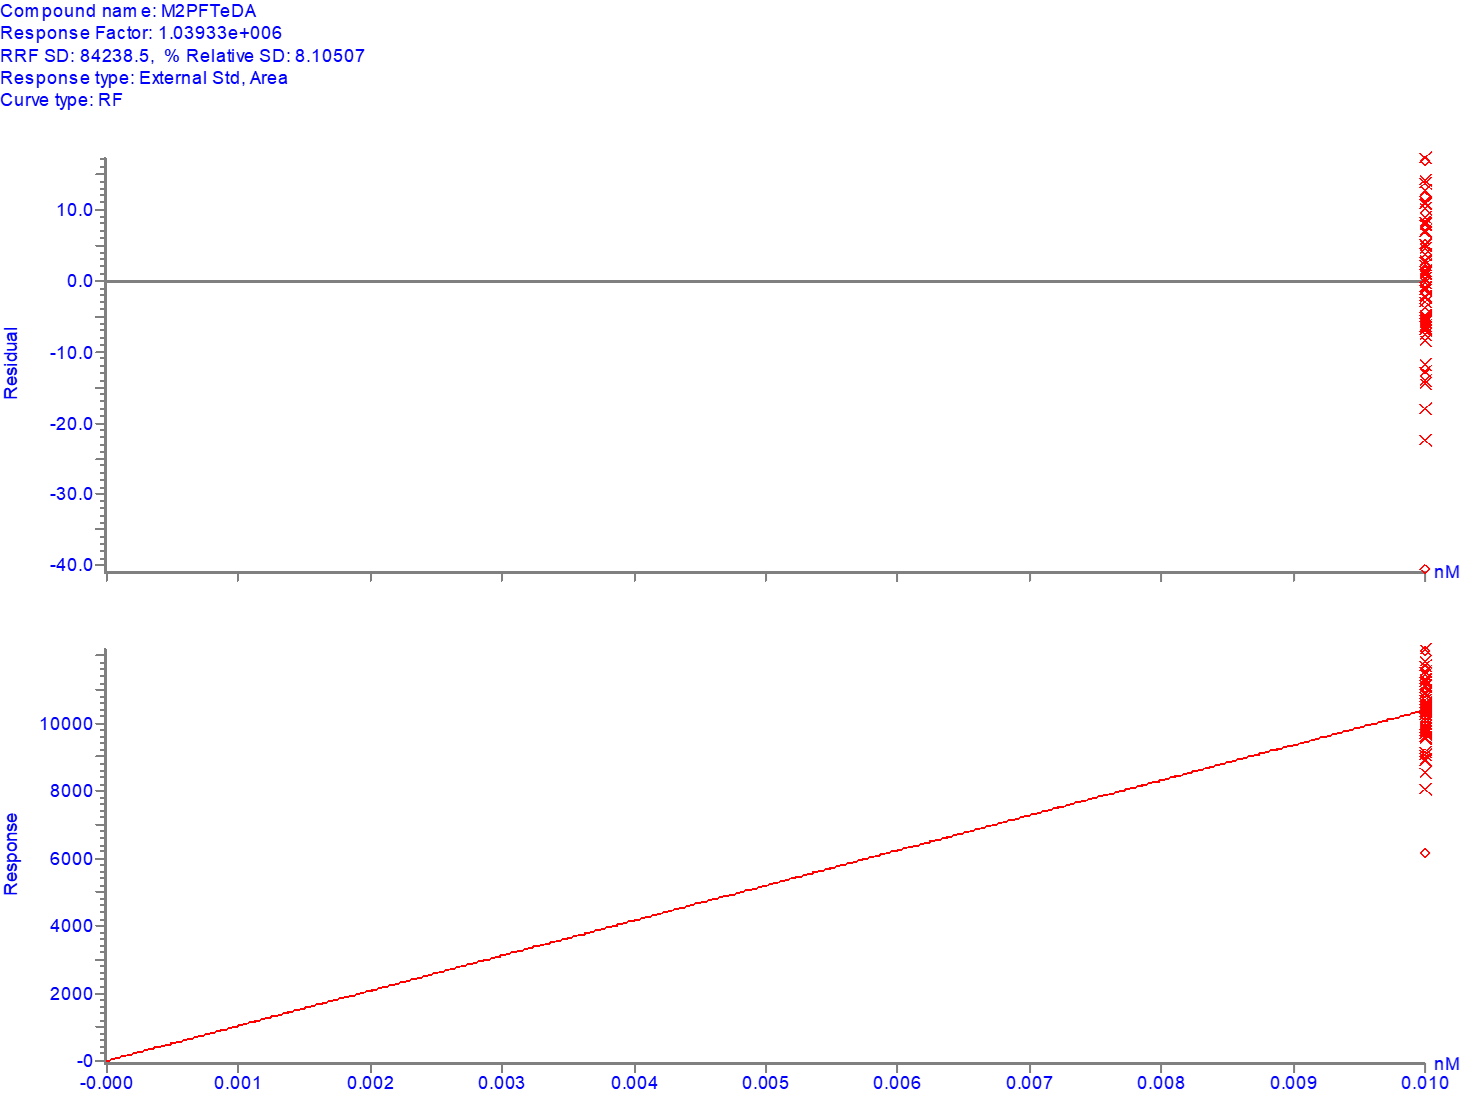 Compound name: M2PFTeDA
Response Factor: 1.03933e+006
RRF SD: 84238.5, % Relative SD: 8.10507
Response type: External Std, Area
Curve type: RF
10.0
0.0
-10.0
-20.0
-30.0
-40.0
Residual
nM
10000
8000
6000
4000
2000
-0
Response
nM
-0.000 0.001 0.002 0.003 0.004 0.005 0.006 0.007 0.008 0.009 0.010